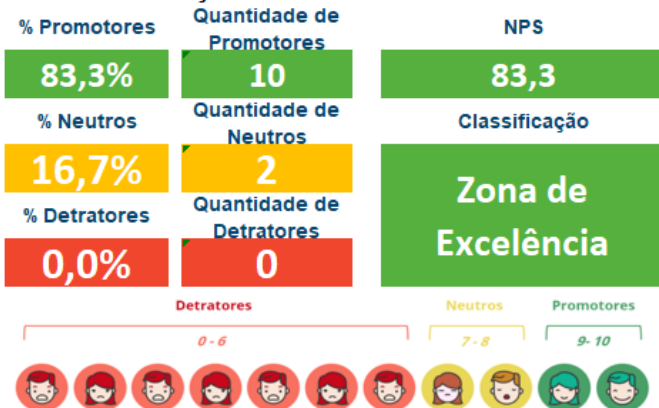 % Promotores
Quantidade de
Promotores
NPS
83,3%
10
83,3
% Neutros
Quantidade de
Neutros
Classificação
16,7%
2
Zona de
Excelência
% Detratores
Quantidade de
Detratores
0,0%
0
Detratores
Neutros
Promotores
0 - 6
7 - 8
9- 10